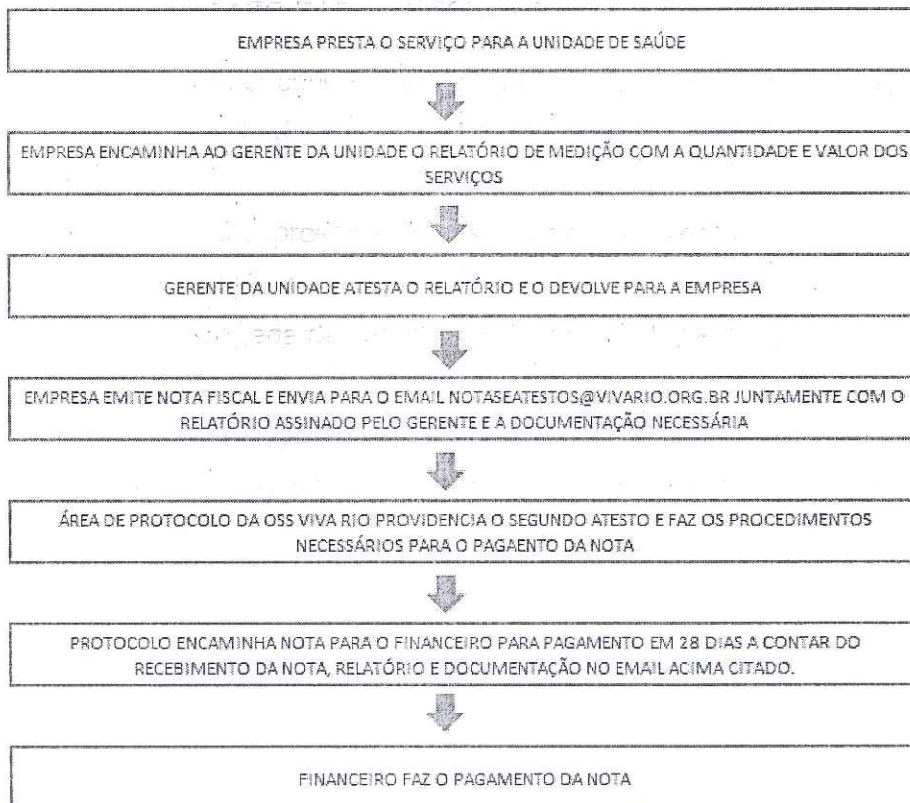 EMPRESA PRESTA O SERVIÇO PARA A UNIDADE DE SAÚDE
EMPRESA ENCAMINHA AO GERENTE DA UNIDADE O RELATÓRIO DE MEDIÇÃO COM A QUANTIDADE E VALOR DOS
SERVIÇOS
GERENTE DA UNIDADE ATESTA O RELATÓRIO E O DEVOLVE PARA A EMPRESA
EMPRESA EMITE NOTA FISCAL E ENVIA PARA O EMAIL NOTASEATESTOS@VIVARIO.ORG.BR JUNTAMENTE COM O
RELATÓRIO ASSINADO PELO GERENTE E A DOCUMENTAÇÃO NECESSÁRIA
ÁREA DE PROTOCOLO DA OSS VIVA RIO PROVIDENCIA O SEGUNDO ATESTO E FAZ OS PROCEDIMENTOS
NECESSÁRIOS PARA O PAGAENTO DA NOTA
PROTOCOLO ENCAMINHA NOTA PARA O FINANCEIRO PARA PAGAMENTO EM 28 DIAS A CONTAR DO
RECEBIMENTO DA NOTA, RELATÓRIO E DOCUMENTAÇÃO NO EMAIL ACIMA CITADO.
FINANCEIRO FAZ O PAGAMENTO DA NOTA